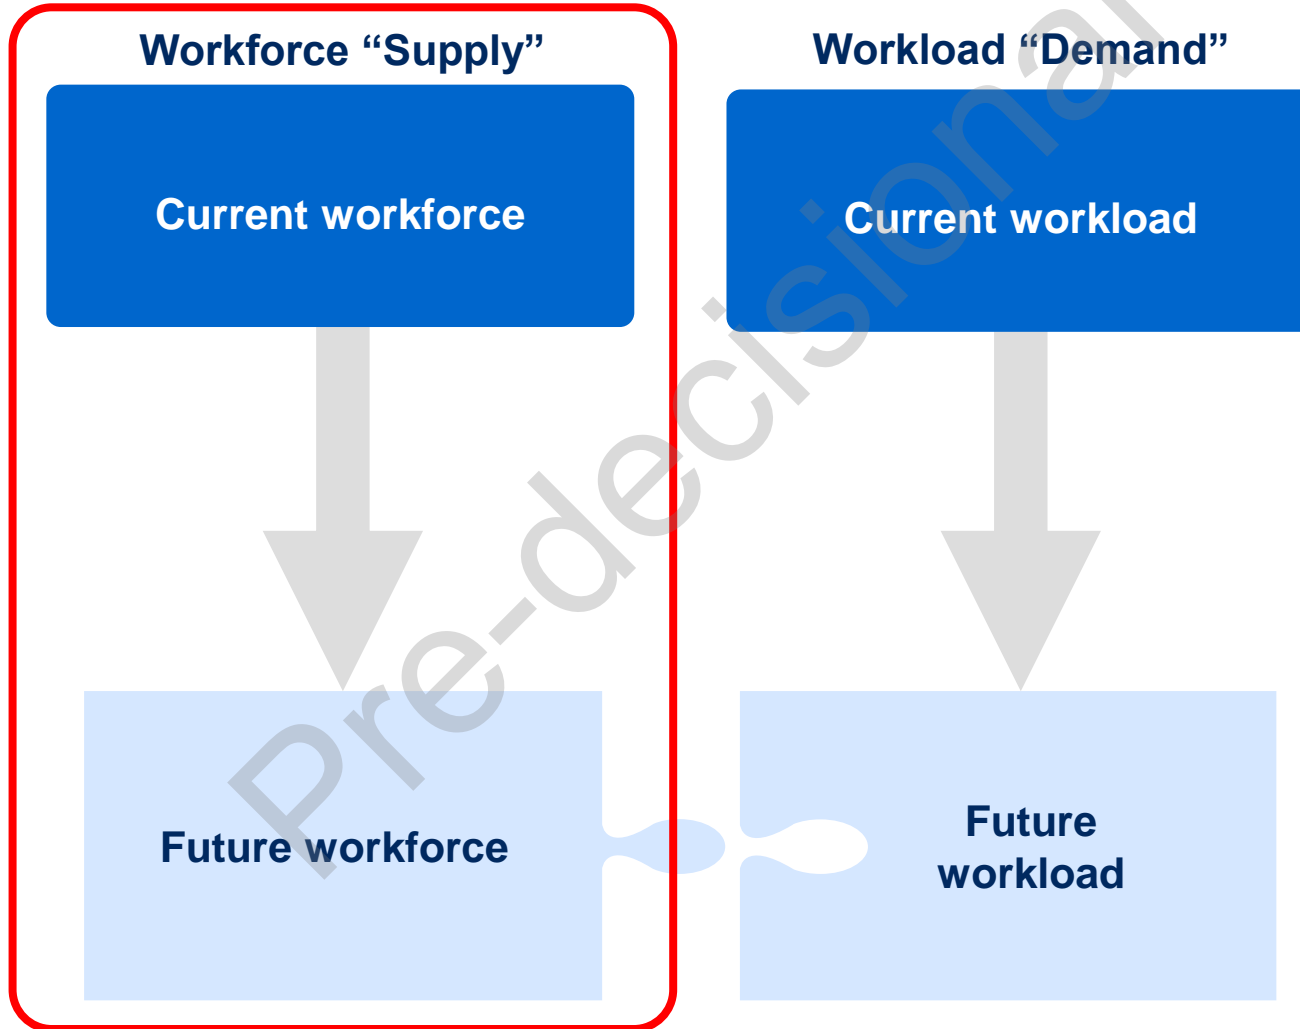 Workforce “Supply”
Current workforce
Future workforce
Workload “Demand”
Current workload
Future
workload
Pre-decisional